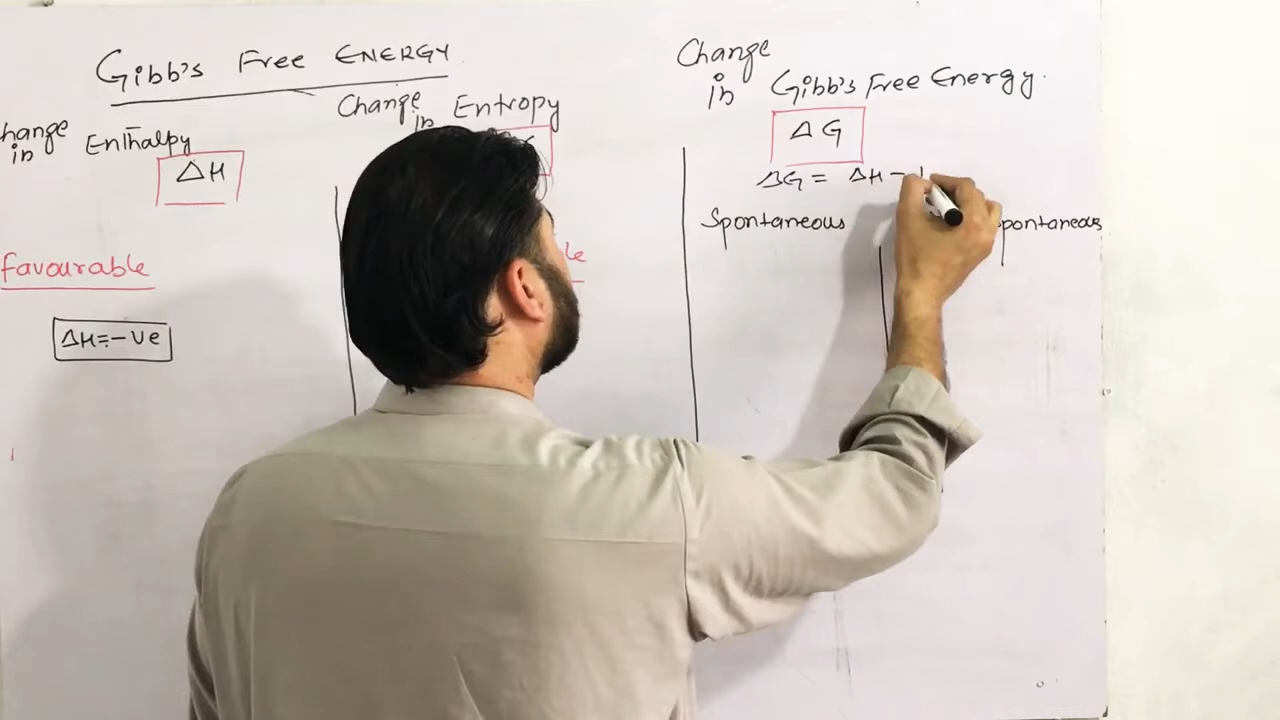 Gibb's Free ENERGY
Change
in Enthalpy
ΔH
favourable
ΔH=-ve
Change
in Entropy
Change
in Gibb's Free Energy.
ΔG
ΔG = ΔH -
Spontaneous
spontaneous